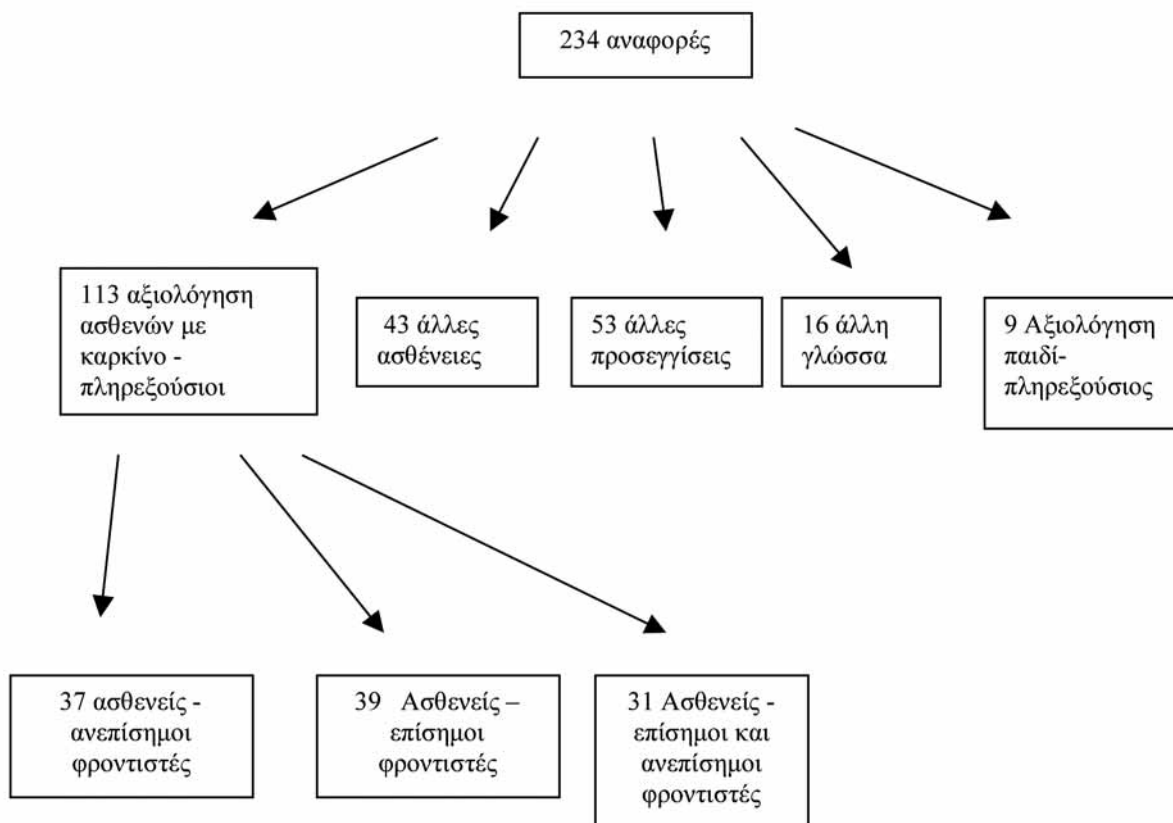 234 αναφορές
113 αξιολόγηση
ασθενών με
καρκίνο -
πληρεξούσιοι
43 άλλες
ασθένειες
53 άλλες
προσεγγίσεις
16 άλλη
γλώσσα
9 Αξιολόγηση
παιδί-
πληρεξούσιος
37 ασθενείς -
ανεπίσημοι
φροντιστές
39 Ασθενείς –
επίσημοι
φροντιστές
31 Ασθενείς -
επίσημοι και
ανεπίσημοι
φροντιστές